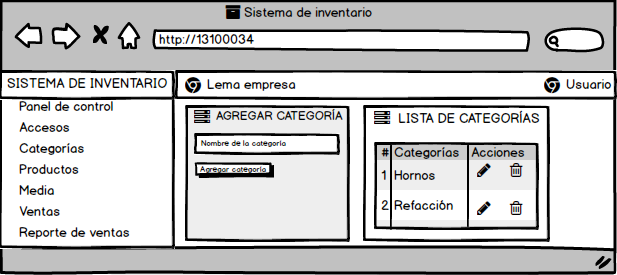 Sistema de inventario
http://13100034
SISTEMA DE INVENTARIO
Lema empresa
Usuario
Panel de control
Accesos
Categorías
Productos
Media
Ventas
Reporte de ventas
AGREGAR CATEGORÍA
Nombre de la categoría
Agregar categoría
LISTA DE CATEGORÍAS
# Categorías Acciones
1 Hornos
2 Refacción